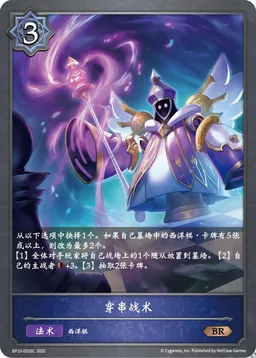 3
从以下选项中抉择1个。如果自己墓场中的西洋棋·卡牌有5张
或以上，则改为最多2个。
【1】全体对手玩家将自己战场上的1个随从放置到墓场。【2】自
己的主战者+3。【3】抽取2张卡牌。
穿串战术
法术 西洋棋 BR
EP10-052SC 2025 © Cygames, Inc. Published by NetEase Games